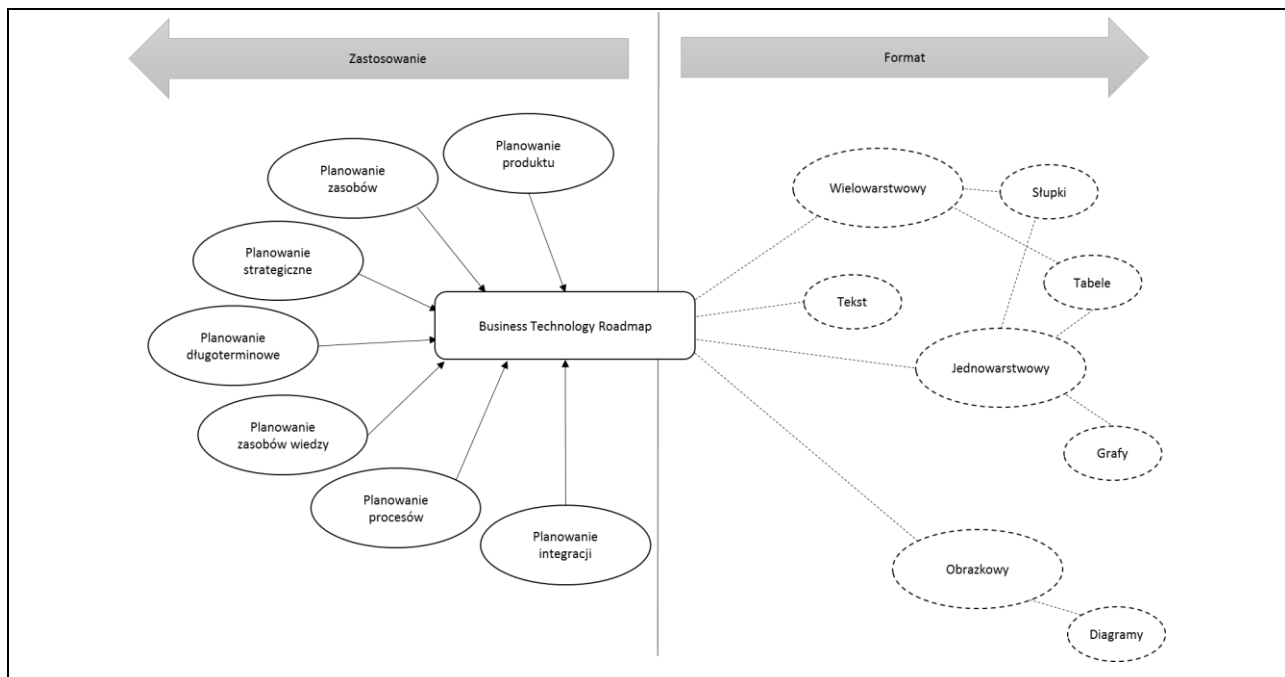 Zastosowanie
Format
Planowanie
produktu
Planowanie
zasobów
Planowanie
strategiczne
Planowanie
długoterminowe
Planowanie
zasobów wiedzy
Planowanie
procesów
Planowanie
integracji
Business Technology Roadmap
Wielowarstwowy
Słupki
Tekst
Tabele
Jednowarstwowy
Grafy
Obrazkowy
Diagramy